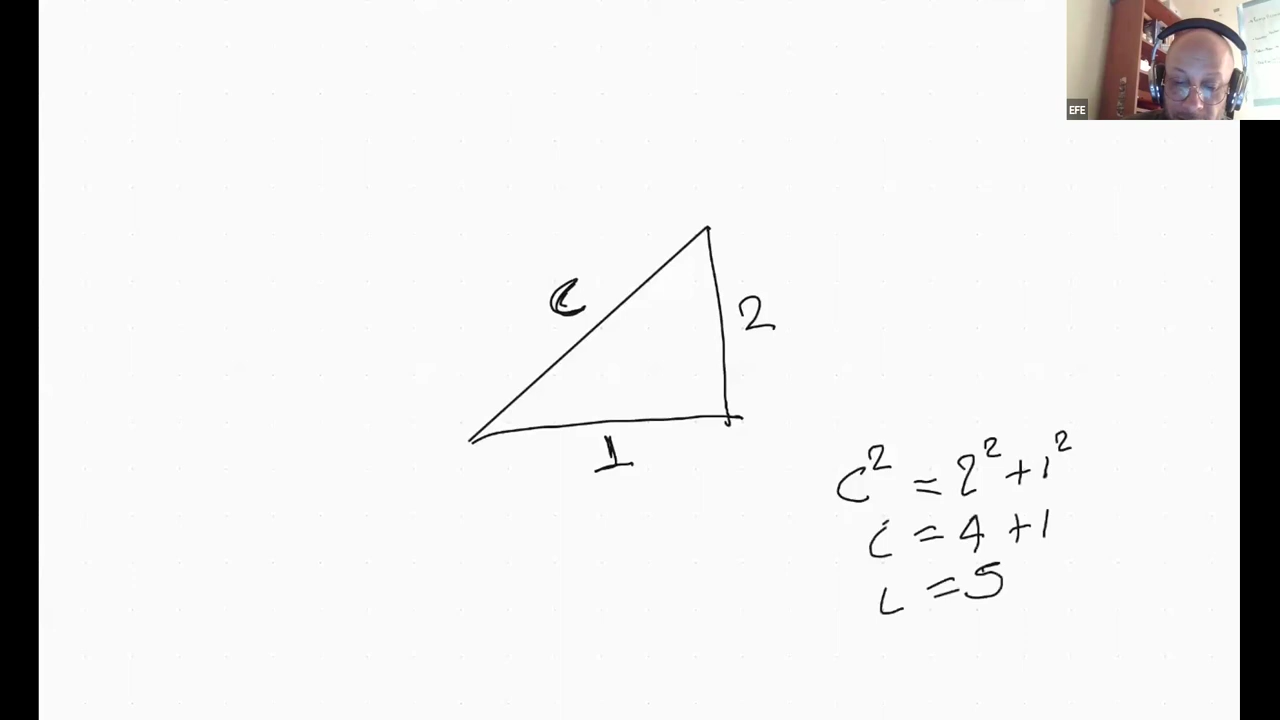 EFE
c
2
1
c² = 2² + 1²
c = 4 + 1
c = 5